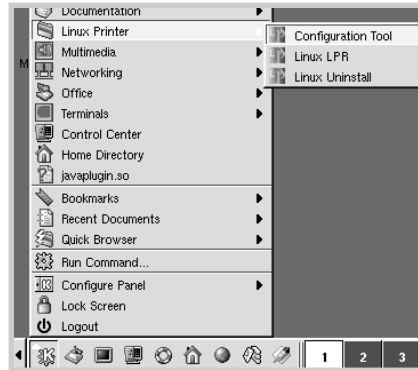 Documentation
Linux Printer
Configuration Tool
Multimedia
Linux LPR
M
Networking
Linux Uninstall
Office
Terminals
Control Center
Home Directory
javaplugin.so
Bookmarks
Recent Documents
Quick Browser
Run Command...
Configure Panel
Lock Screen
Logout
1 2 3